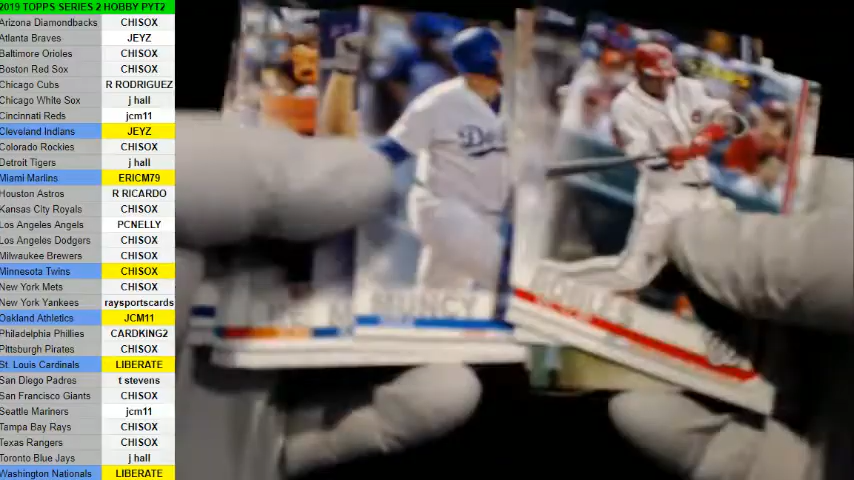 2019 TOPPS SERIES 2 HOBBY PYT2
Arizona Diamondbacks CHISOX
Atlanta Braves JEYZ
Baltimore Orioles CHISOX
Boston Red Sox CHISOX
Chicago Cubs R RODRIGUEZ
Chicago White Sox j hall
Cincinnati Reds jcm11
Cleveland Indians JEYZ
Colorado Rockies CHISOX
Detroit Tigers j hall
Miami Marlins ERICM79
Houston Astros R RICARDO
Kansas City Royals CHISOX
Los Angeles Angels PCNELLY
Los Angeles Dodgers CHISOX
Milwaukee Brewers CHISOX
Minnesota Twins CHISOX
New York Mets CHISOX
New York Yankees raysportscards
Oakland Athletics JCM11
Philadelphia Phillies CARDKING2
Pittsburgh Pirates CHISOX
St. Louis Cardinals LIBERATE
San Diego Padres t stevens
San Francisco Giants CHISOX
Seattle Mariners jcm11
Tampa Bay Rays CHISOX
Texas Rangers CHISOX
Toronto Blue Jays j hall
Washington Nationals LIBERATE
Dod
MUNCY
ROBLES